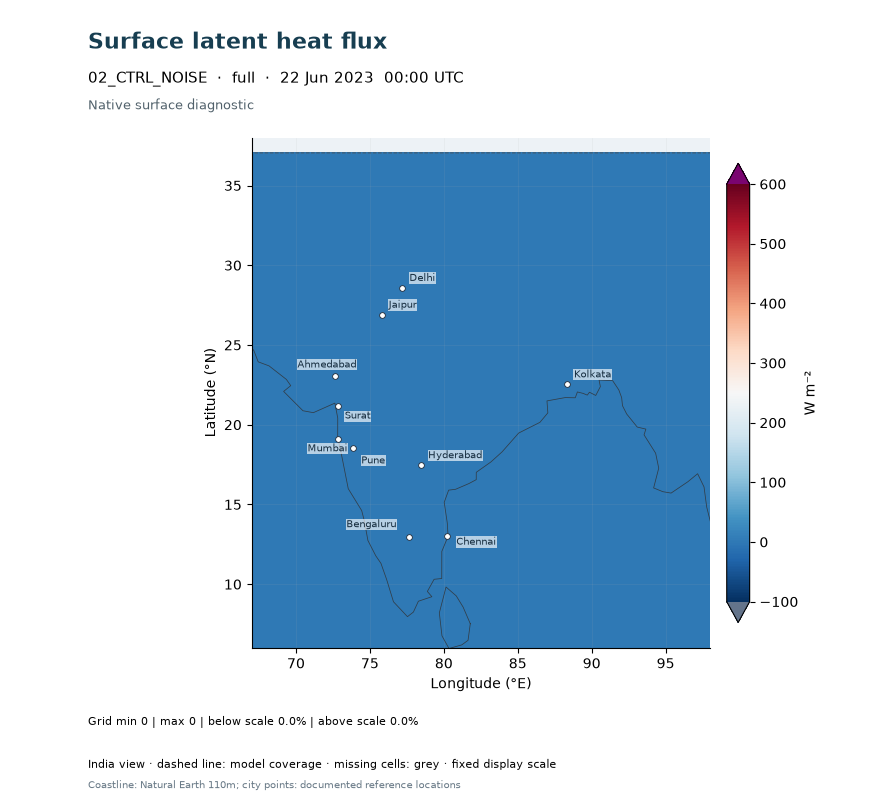 Surface latent heat flux
02_CTRL_NOISE · full · 22 Jun 2023 00:00 UTC
Native surface diagnostic
35
30
25
20
15
10
Latitude (°N)
Delhi
Jaipur
Ahmedabad
Kolkata
Surat
Mumbai
Pune
Hyderabad
Bengaluru
Chennai
70
75
80
85
90
95
Longitude (°E)
600
500
400
300
200
100
0
−100
W m⁻²
Grid min 0 | max 0 | below scale 0.0% | above scale 0.0%
India view · dashed line: model coverage · missing cells: grey · fixed display scale
Coastline: Natural Earth 110m; city points: documented reference locations